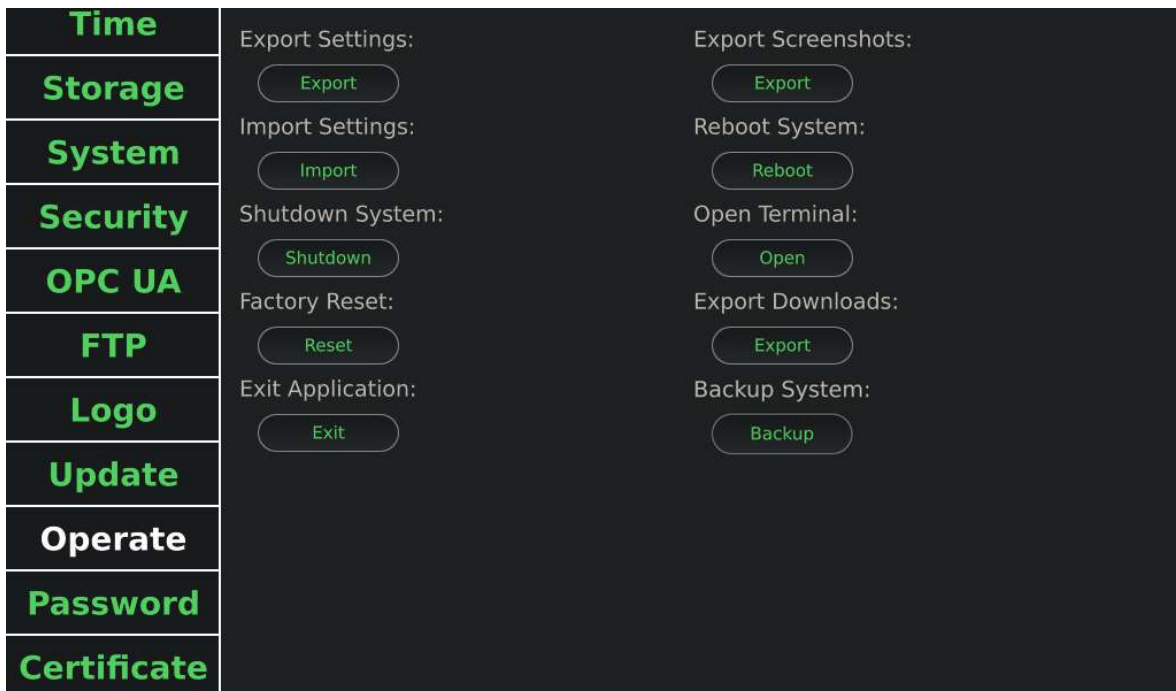 Time
Storage
System
Security
OPC UA
FTP
Logo
Update
Operate
Password
Certificate
Export Settings:
Export
Import Settings:
Import
Shutdown System:
Shutdown
Factory Reset:
Reset
Exit Application:
Exit
Export Screenshots:
Export
Reboot System:
Reboot
Open Terminal:
Open
Export Downloads:
Export
Backup System:
Backup